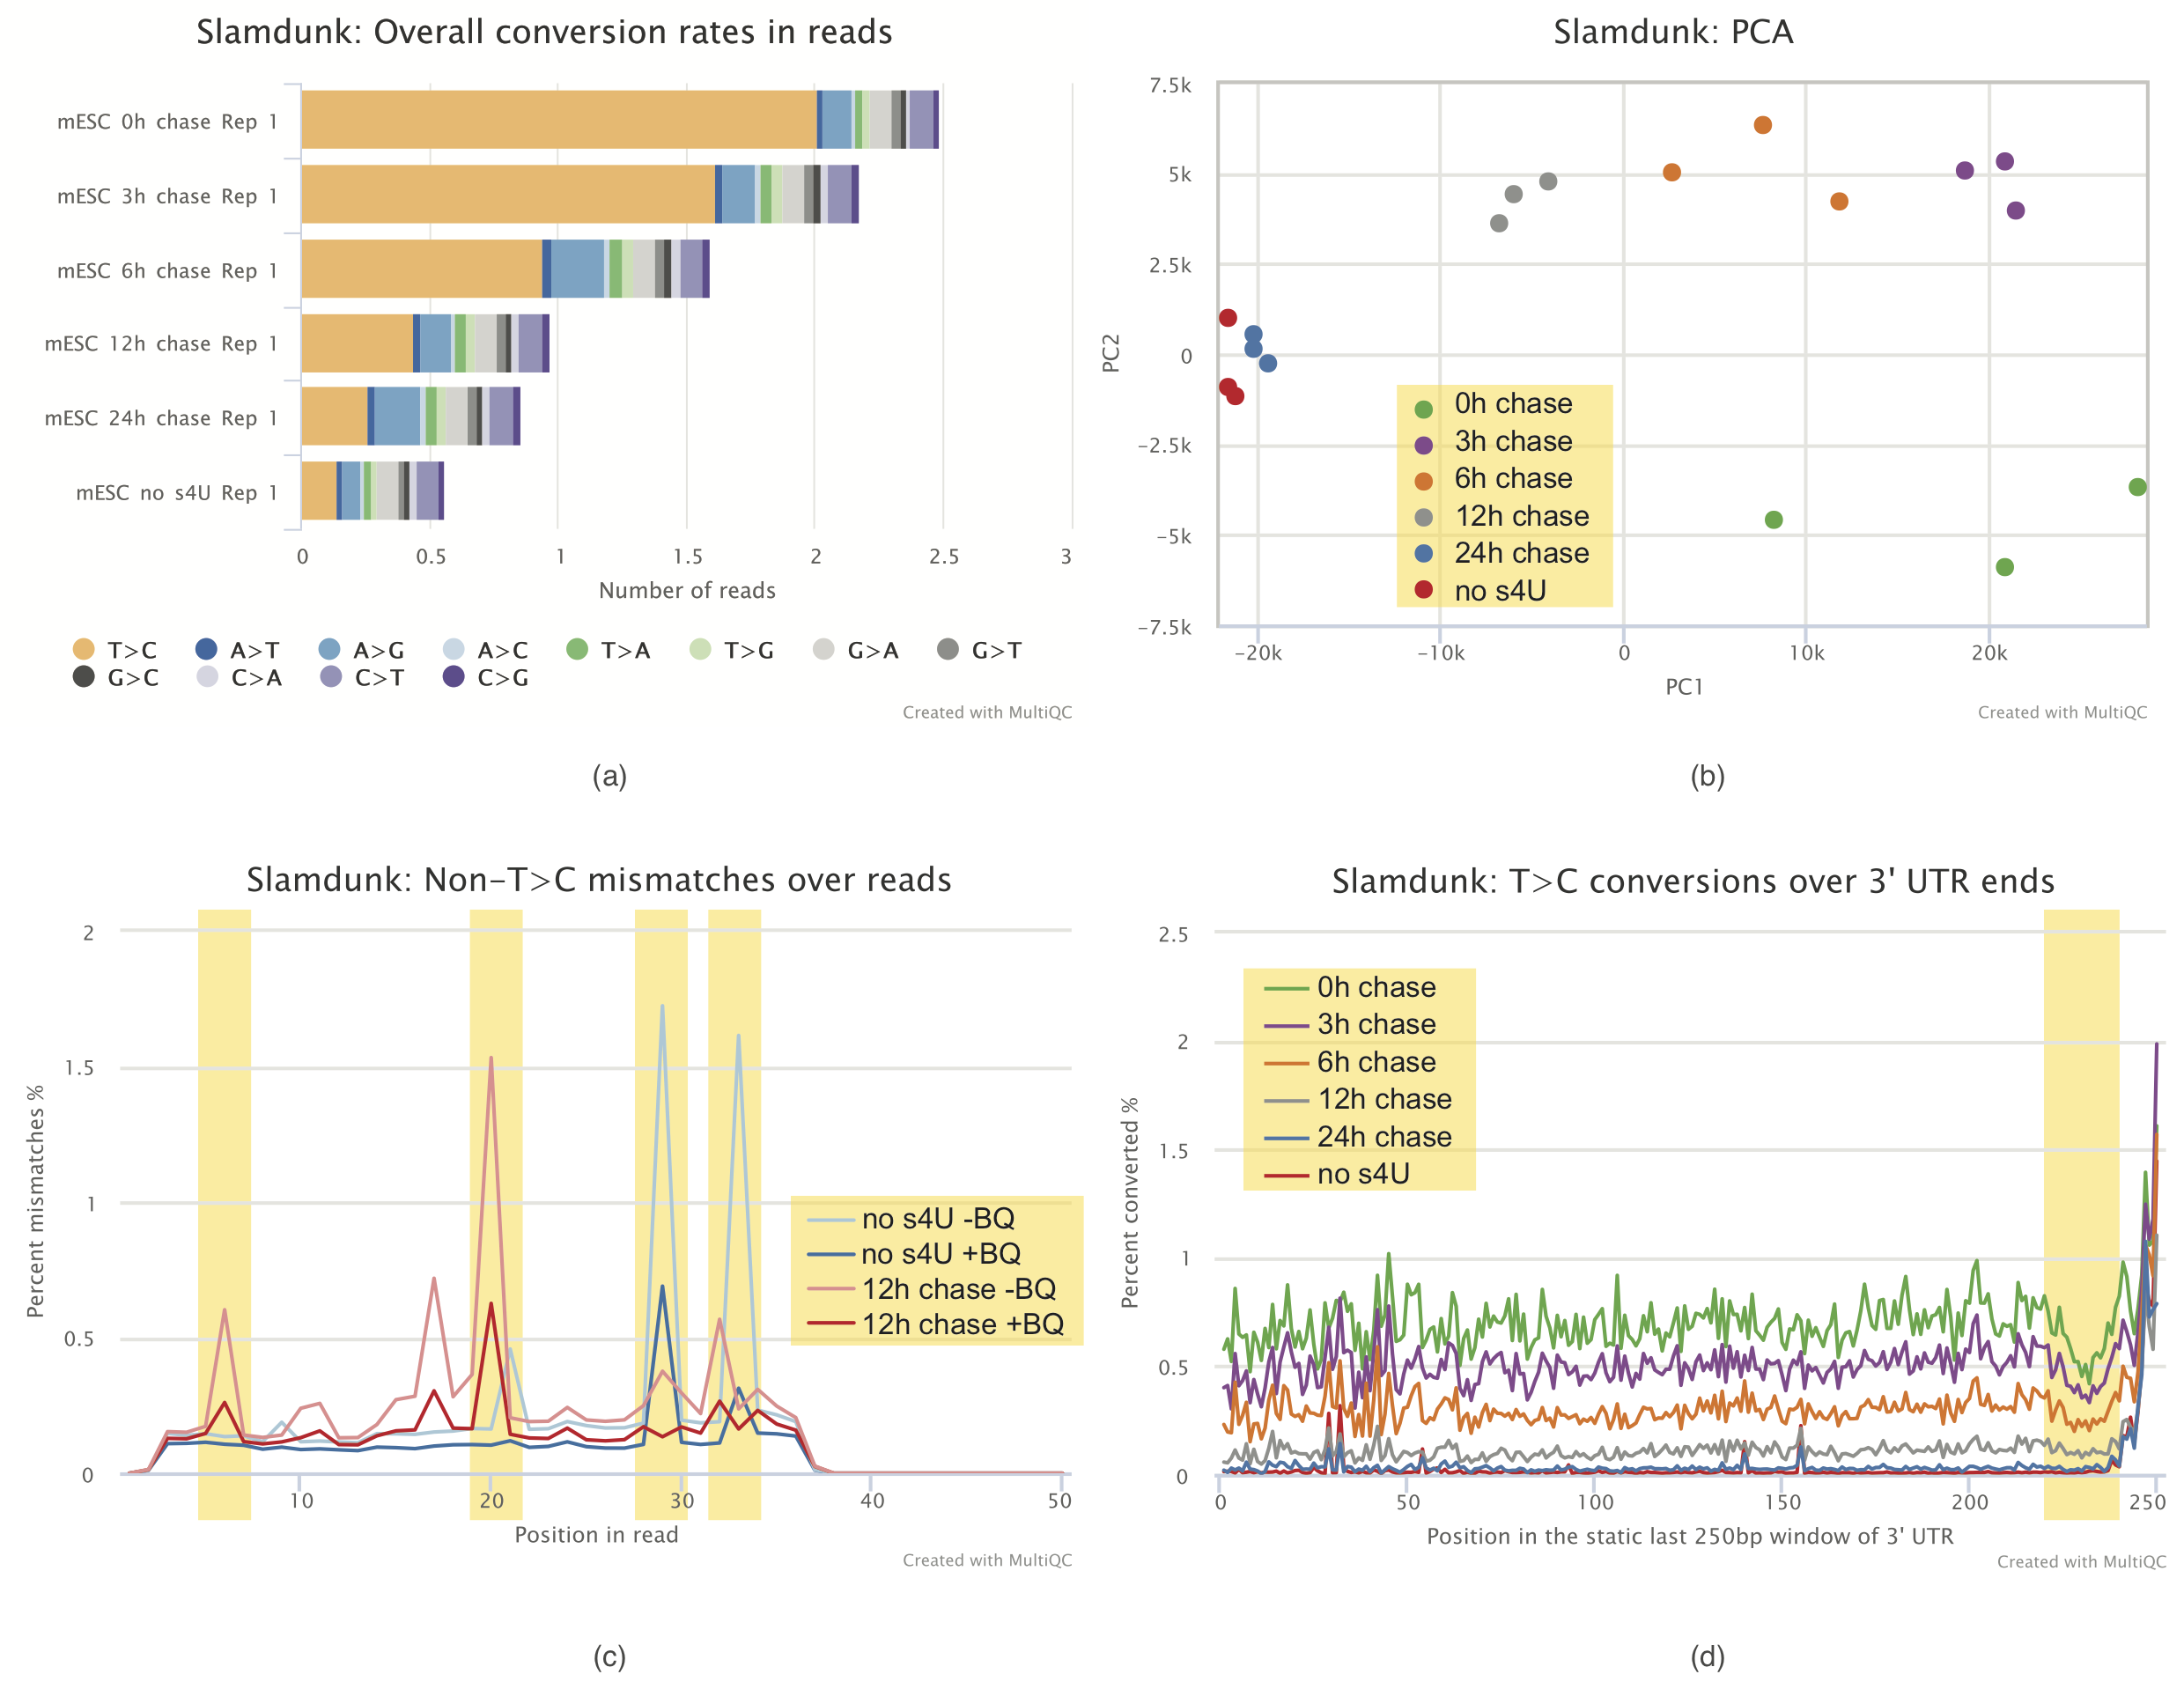 Slamdunk: Overall conversion rates in reads
mESC 0h chase Rep 1
mESC 3h chase Rep 1
mESC 6h chase Rep 1
mESC 12h chase Rep 1
mESC 24h chase Rep 1
mESC no s4U Rep 1
0 0.5 1 1.5 2 2.5 3
Number of reads
T>C A>T A>G A>C T>A T>G G>A G>T
G>C C>A C>T C>G
Created with MultiQC
(a)
Slamdunk: PCA
7.5k
5k
2.5k
0
−2.5k
−5k
−7.5k
PC2
0h chase
3h chase
6h chase
12h chase
24h chase
no s4U
−20k −10k 0 10k 20k
PC1
Created with MultiQC
(b)
Slamdunk: Non−T>C mismatches over reads
2
1.5
1
0.5
0
Percent mismatches %
no s4U -BQ
no s4U +BQ
12h chase -BQ
12h chase +BQ
10 20 30 40 50
Position in read
Created with MultiQC
(c)
Slamdunk: T>C conversions over 3' UTR ends
2.5
2
1.5
1
0.5
0
Percent converted %
0h chase
3h chase
6h chase
12h chase
24h chase
no s4U
0 50 100 150 200 250
Position in the static last 250bp window of 3' UTR
Created with MultiQC
(d)